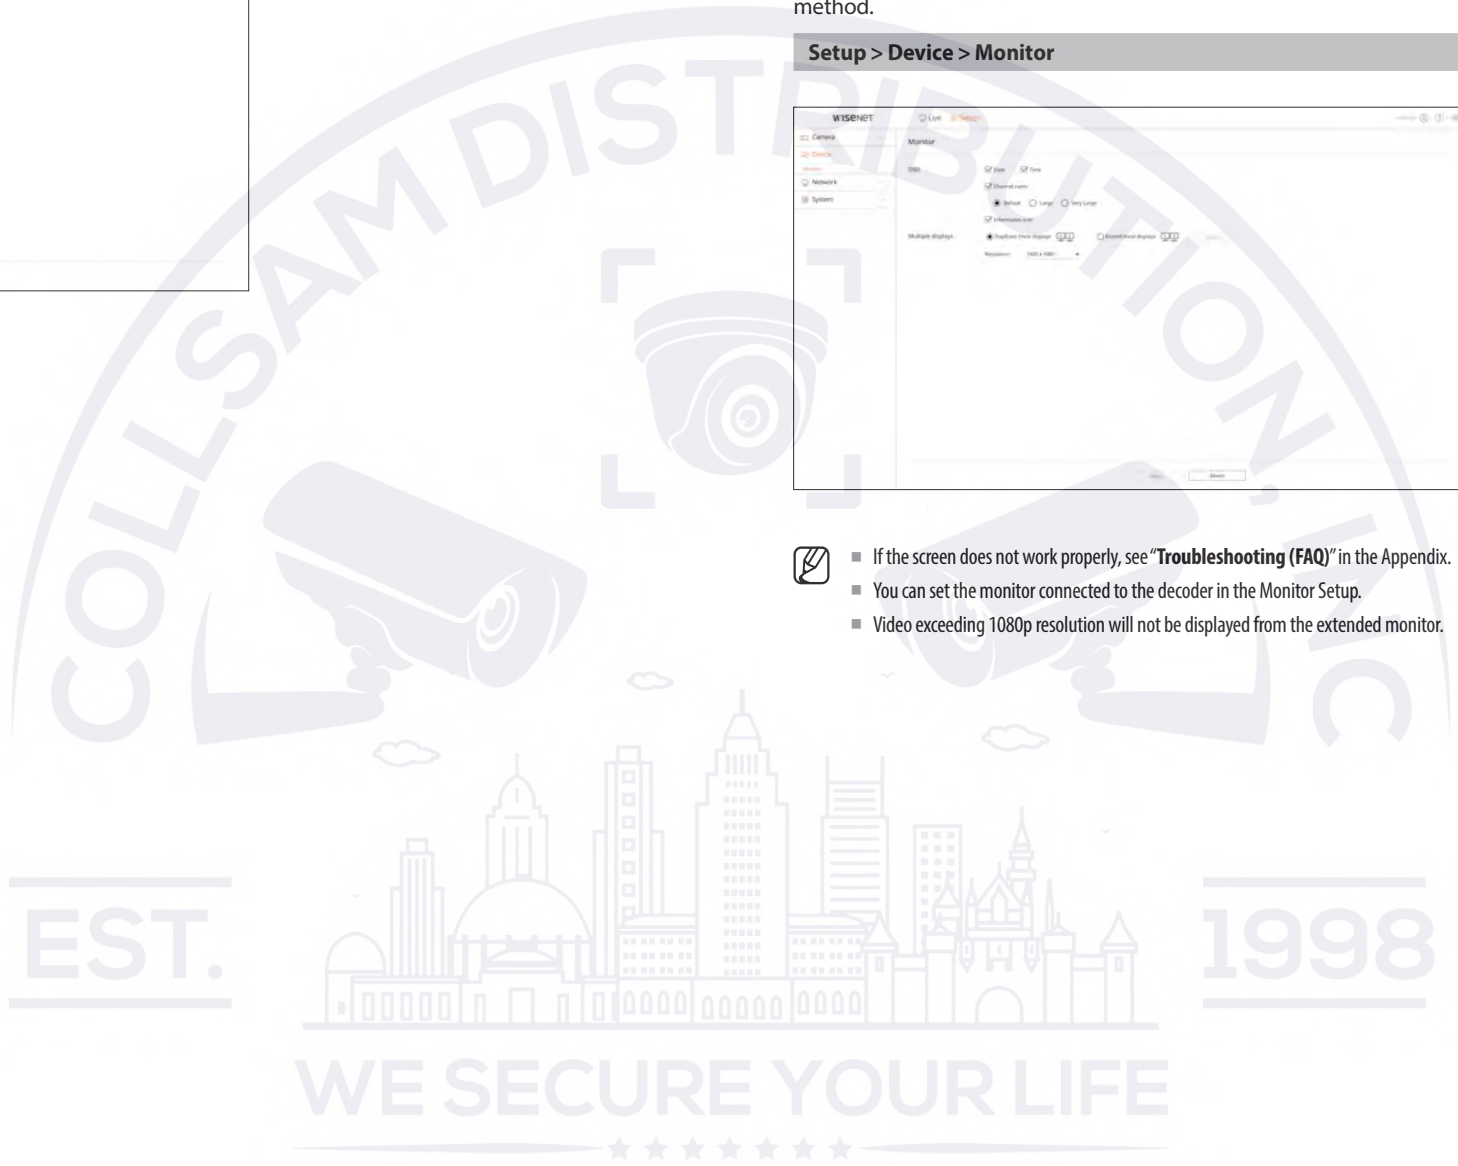 method.
Setup > Device > Monitor
WISENET Live Setup
Camera
Monitor
Device
OSD
Date Time
Network
Channel name
System
Default Large Very Large
Information icon
Multiple displays
Resolution 1920 x 1080
If the screen does not work properly, see "Troubleshooting (FAQ)" in the Appendix.
You can set the monitor connected to the decoder in the Monitor Setup.
Video exceeding 1080p resolution will not be displayed from the extended monitor.
COLLSAM DISTRIBUTION, INC
EST.
1998
WE SECURE YOUR LIFE